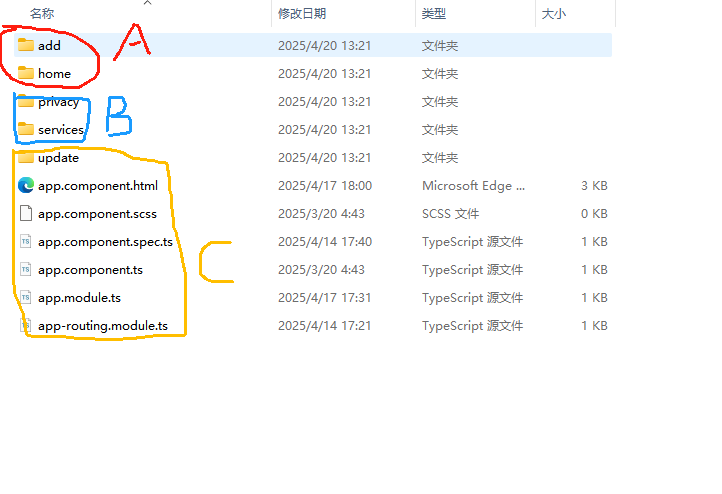 名称 修改日期 类型 大小
add 2025/4/20 13:21 文件夹
A
home 2025/4/20 13:21 文件夹
privacy 2025/4/20 13:21 文件夹
B
services 2025/4/20 13:21 文件夹
update 2025/4/20 13:21 文件夹
app.component.html 2025/4/17 18:00 Microsoft Edge ... 3 KB
app.component.scss 2025/3/20 4:43 SCSS 文件 0 KB
TS app.component.spec.ts 2025/4/14 17:40 TypeScript 源文件 1 KB
C
TS app.component.ts 2025/3/20 4:43 TypeScript 源文件 1 KB
TS app.module.ts 2025/4/17 17:31 TypeScript 源文件 1 KB
TS app-routing.module.ts 2025/4/14 17:21 TypeScript 源文件 1 KB